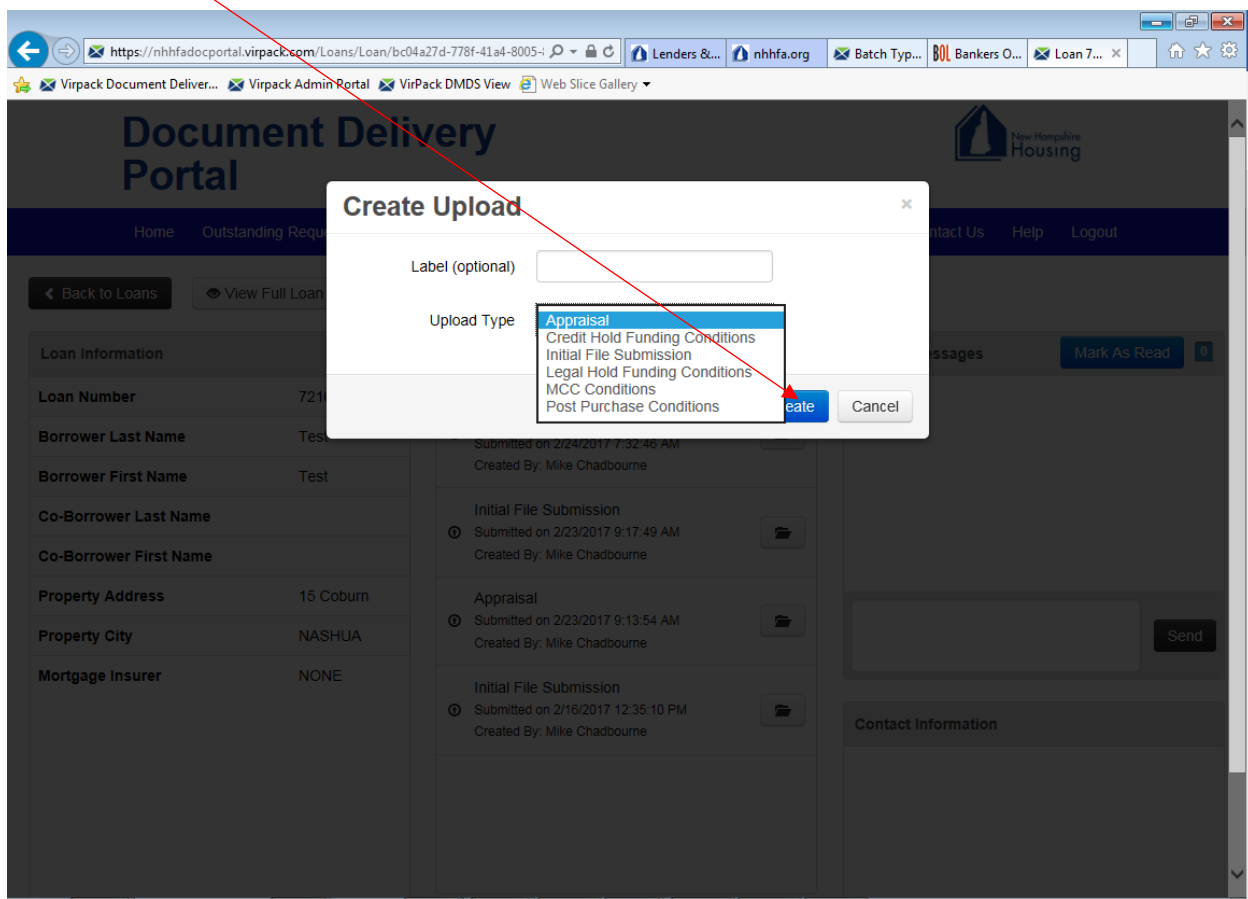 https://nhhfadocportal.virpack.com/Loans/Loan/bc04a27d-778f-41a4-8005-
Lenders &...
nhhfa.org
Batch Typ...
BOL Bankers O...
Loan 7...
Virpack Document Deliver...
Virpack Admin Portal
VirPack DMDS View
Web Slice Gallery
Document Delivery
Portal
New Hampshire
Housing
Home
Outstanding Requ
ntact Us
Help
Logout
Create Upload
Label (optional)
Upload Type
Appraisal
Credit Hold Funding Conditions
Initial File Submission
Legal Hold Funding Conditions
MCC Conditions
Post Purchase Conditions
eate
Cancel
Back to Loans
View Full Loan
Loan Information
Loan Number
721
Borrower Last Name
Test
Borrower First Name
Test
Co-Borrower Last Name
Co-Borrower First Name
Property Address
15 Coburn
Property City
NASHUA
Mortgage Insurer
NONE
Submitted on 2/24/2017 7:32:46 AM
Created By: Mike Chadbourne
Initial File Submission
Submitted on 2/23/2017 9:17:49 AM
Created By: Mike Chadbourne
Appraisal
Submitted on 2/23/2017 9:13:54 AM
Created By: Mike Chadbourne
Initial File Submission
Submitted on 2/16/2017 12:35:10 PM
Created By: Mike Chadbourne
ssages
Mark As Read
0
Send
Contact Information